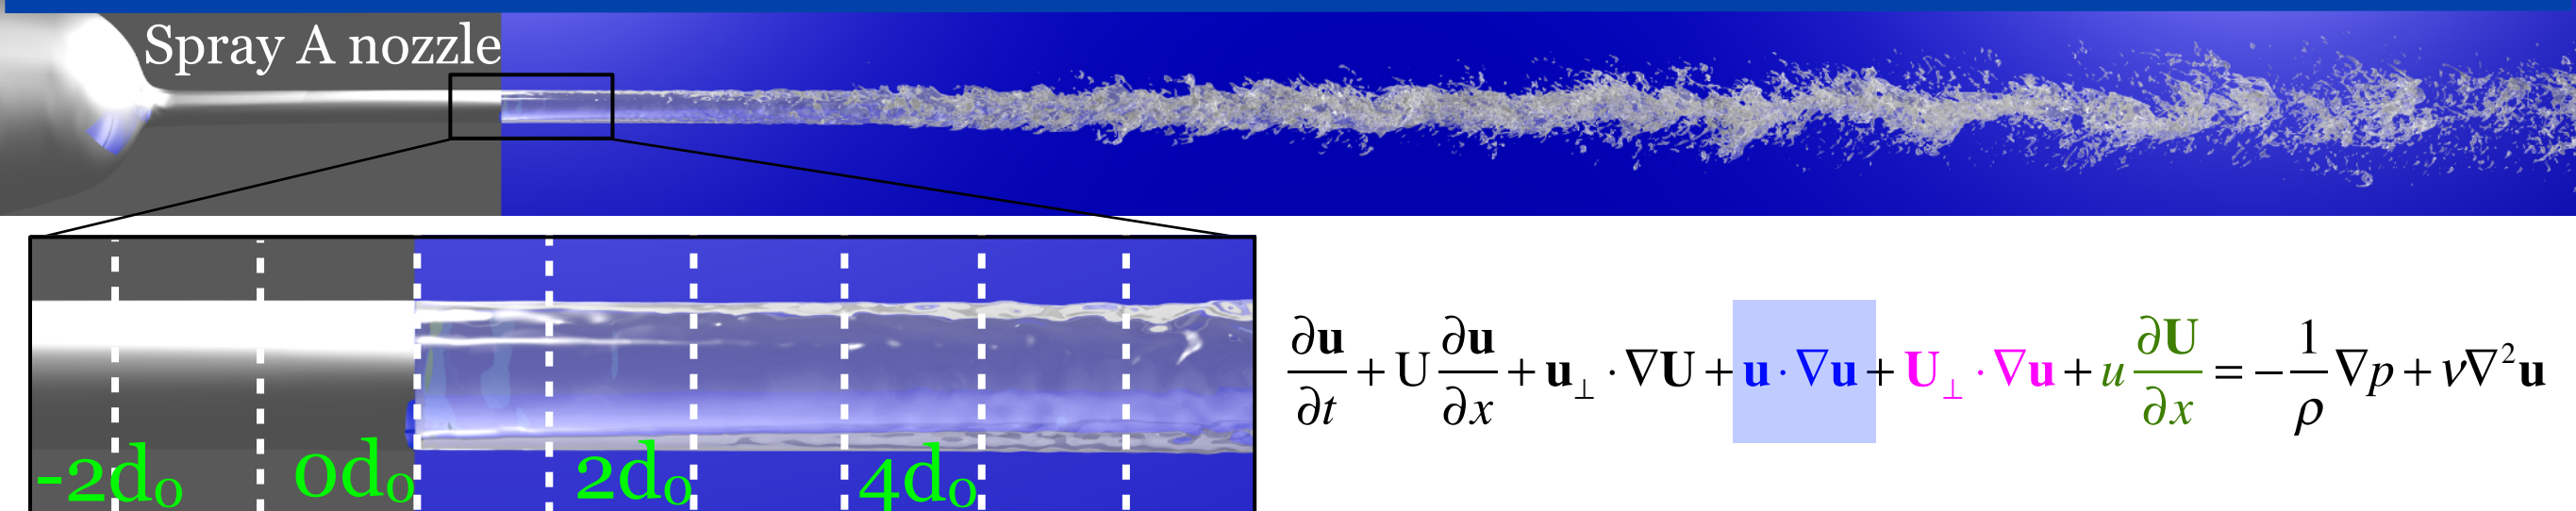 Spray A nozzle
-2d₀ 0d₀ 2d₀ 4d₀
∂u/∂t + U ∂u/∂x + u⊥ · ∇U + u · ∇u + U⊥ · ∇u + u ∂U/∂x = − 1/ρ ∇p + ν∇²u